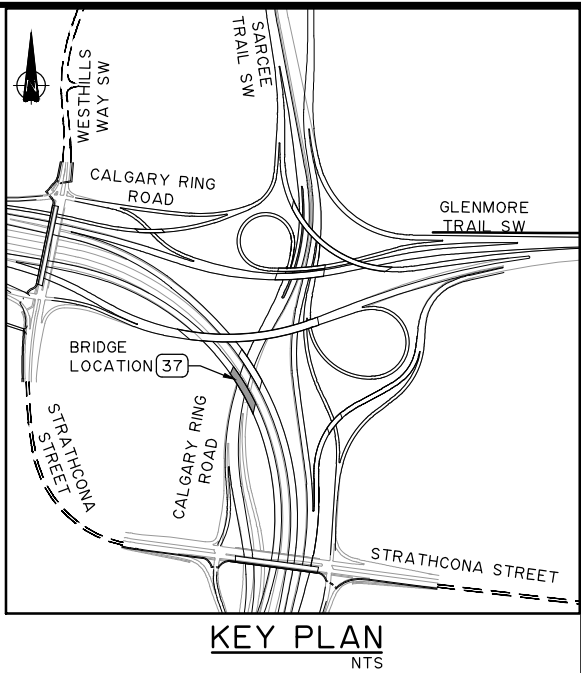 WESTHILLS
WAY SW
SARCEE
TRAIL SW
CALGARY RING
ROAD
GLENMORE
TRAIL SW
BRIDGE
LOCATION 37
CALGARY RING
ROAD
STRATHCONA
STREET
STRATHCONA STREET
KEY PLAN
NTS